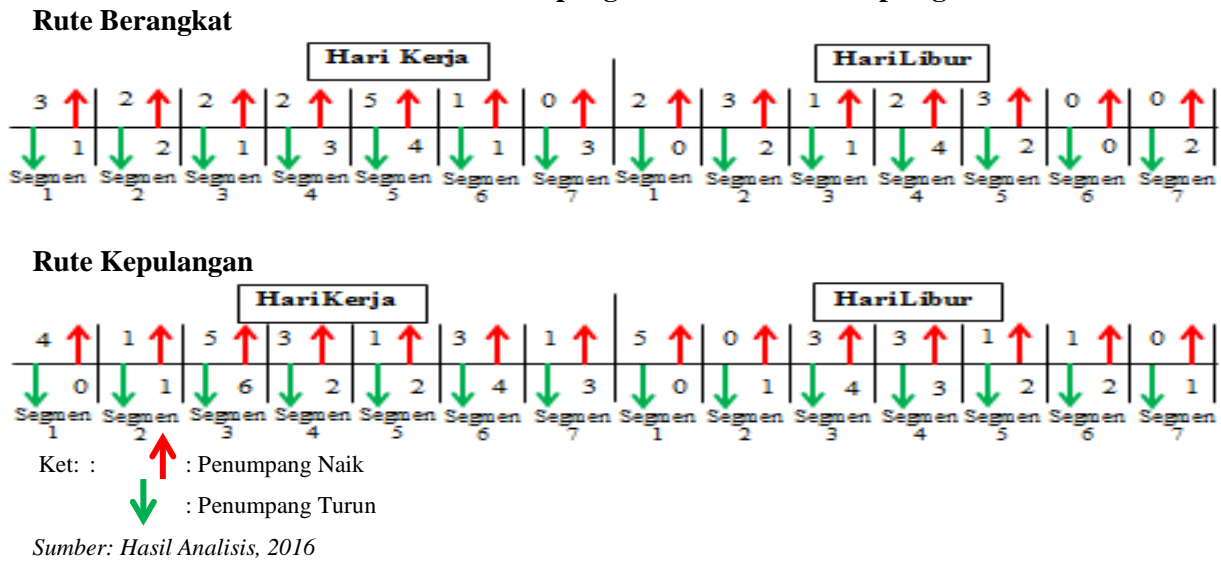 Rute Berangkat
Hari Kerja HariLibur
3 2 2 2 5 1 0 2 3 1 2 3 0 0
1 2 1 3 4 1 3 0 2 1 4 2 0 2
Segmen Segmen Segmen Segmen Segmen Segmen Segmen Segmen Segmen Segmen Segmen Segmen Segmen Segmen
1 2 3 4 5 6 7 1 2 3 4 5 6 7
Rute Kepulangan
HariKerja HariLibur
4 1 5 3 1 3 1 5 0 3 3 1 1 0
0 1 6 2 2 4 3 0 1 4 3 2 2 1
Segmen Segmen Segmen Segmen Segmen Segmen Segmen Segmen Segmen Segmen Segmen Segmen Segmen Segmen
1 2 3 4 5 6 7 1 2 3 4 5 6 7
Ket: : : Penumpang Naik
: Penumpang Turun
Sumber: Hasil Analisis, 2016